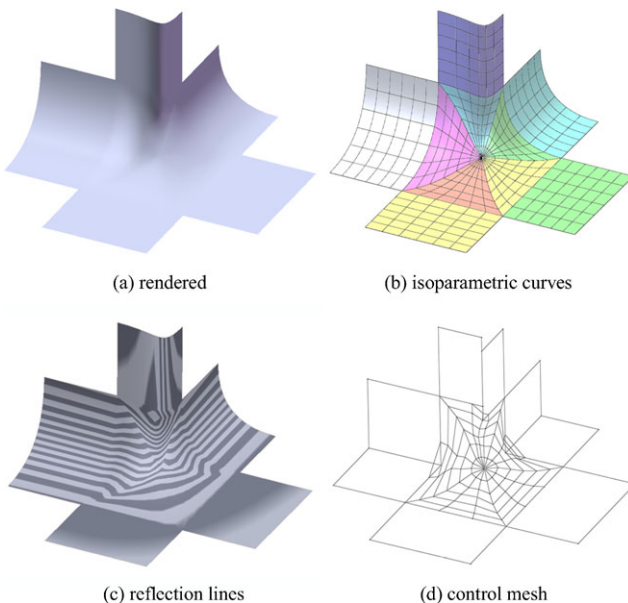 (a) rendered
(b) isoparametric curves
(c) reflection lines
(d) control mesh